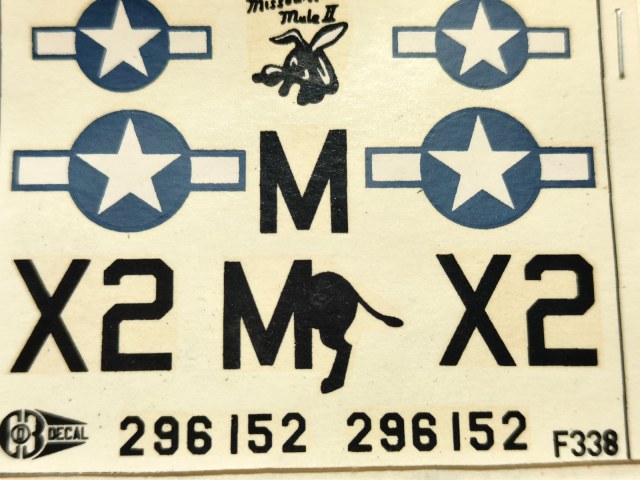 Missouri
Mule II
M
X2 M X2
DECAL 296152 296152 F338